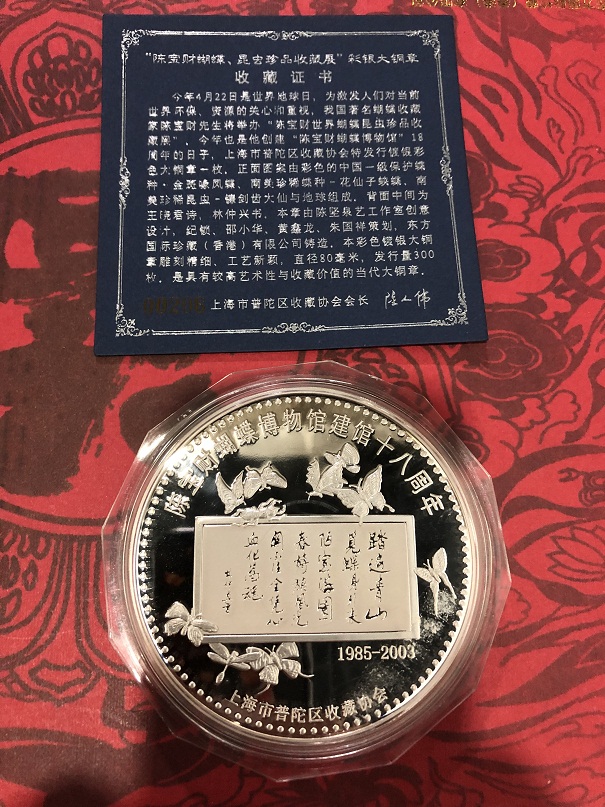 "陈宝财蝴蝶、昆虫珍品收藏展"彩银大铜章
收藏证书
今年4月22日是世界地球日，为激发人们对当前
世界环保、资源的关心和重视，我国著名蝴蝶收藏
家陈宝财先生将举办"陈宝财世界蝴蝶昆虫珍品收
藏展"，今年也是他创建"陈宝财蝴蝶博物馆"18
周年的日子，上海市普陀区收藏协会特发行镀银彩
色大铜章一枚。正面图案由彩色的中国一级保护蝶
种·金斑喙凤蝶、南美珍稀蝶种-花仙子蛱蝶、南
美珍稀昆虫-镰剑齿大仙与地球组成。背面中间为
王晓君诗，林仲兴书。本章由陈坚泉艺工作室创意
设计，纪锁、邵小华、黄鑫龙、朱国祥策划，东方
国际珍藏（香港）有限公司铸造。本彩色镀银大铜
章雕刻精细、工艺新颖，直径80毫米，发行量300
枚，是具有较高艺术性与收藏价值的当代大铜章。
上海市普陀区收藏协会会长
陈宝财蝴蝶博物馆建馆十八周年
踏遍青山
觅蝶
1985-2003
上海市普陀区收藏协会